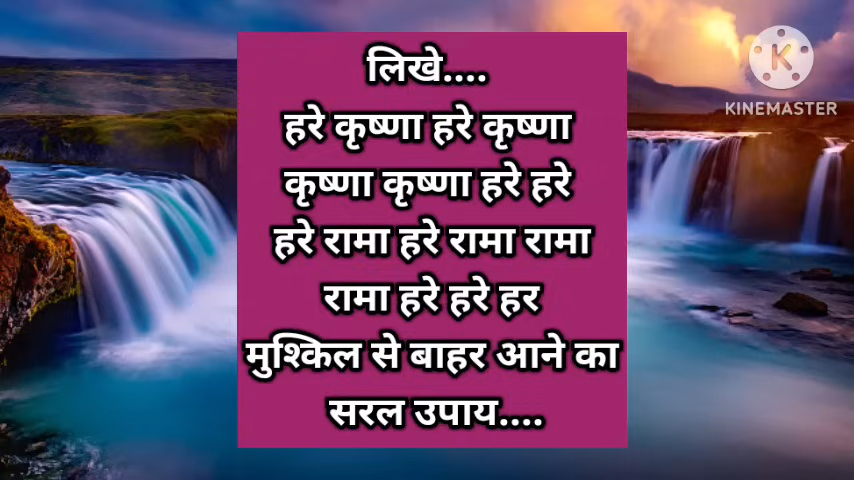 लिखे....
हरे कृष्णा हरे कृष्णा
कृष्णा कृष्णा हरे हरे
हरे रामा हरे रामा रामा
रामा हरे हरे हर
मुश्किल से बाहर आने का
सरल उपाय....
K
KINEMASTER